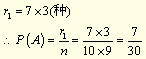 r₁ = 7×3(种)
∴ P(A) = r₁/n = (7×3)/(10×9) = 7/30